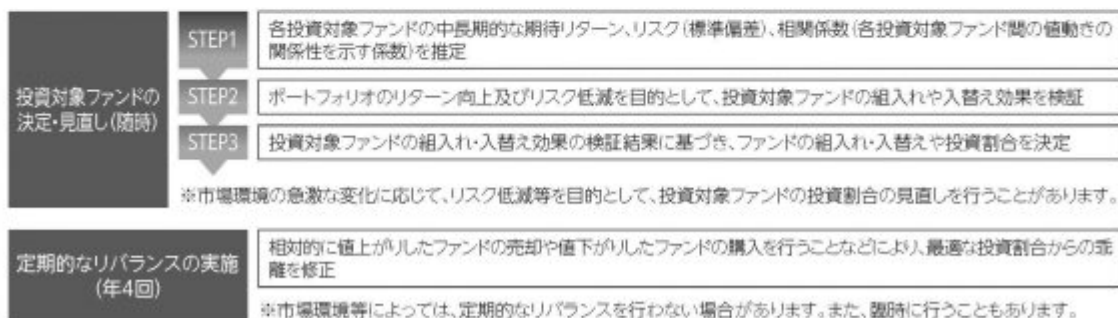 投資対象ファンドの
決定・見直し(随時)
STEP1
各投資対象ファンドの中長期的な期待リターン、リスク(標準偏差)、相関係数(各投資対象ファンド間の値動きの
関係性を示す係数)を推定
STEP2
ポートフォリオのリターン向上及びリスク低減を目的として、投資対象ファンドの組入れや入替え効果を検証
STEP3
投資対象ファンドの組入れ・入替え効果の検証結果に基づき、ファンドの組入れ・入替えや投資割合を決定
※市場環境の急激な変化に応じて、リスク低減等を目的として、投資対象ファンドの投資割合の見直しを行うことがあります。
定期的なリバランスの実施
(年4回)
相対的に値上がりしたファンドの売却や値下がりしたファンドの購入を行うことなどにより、最適な投資割合からの乖
離を修正
※市場環境等によっては、定期的なリバランスを行わない場合があります。また、臨時に行うこともあります。